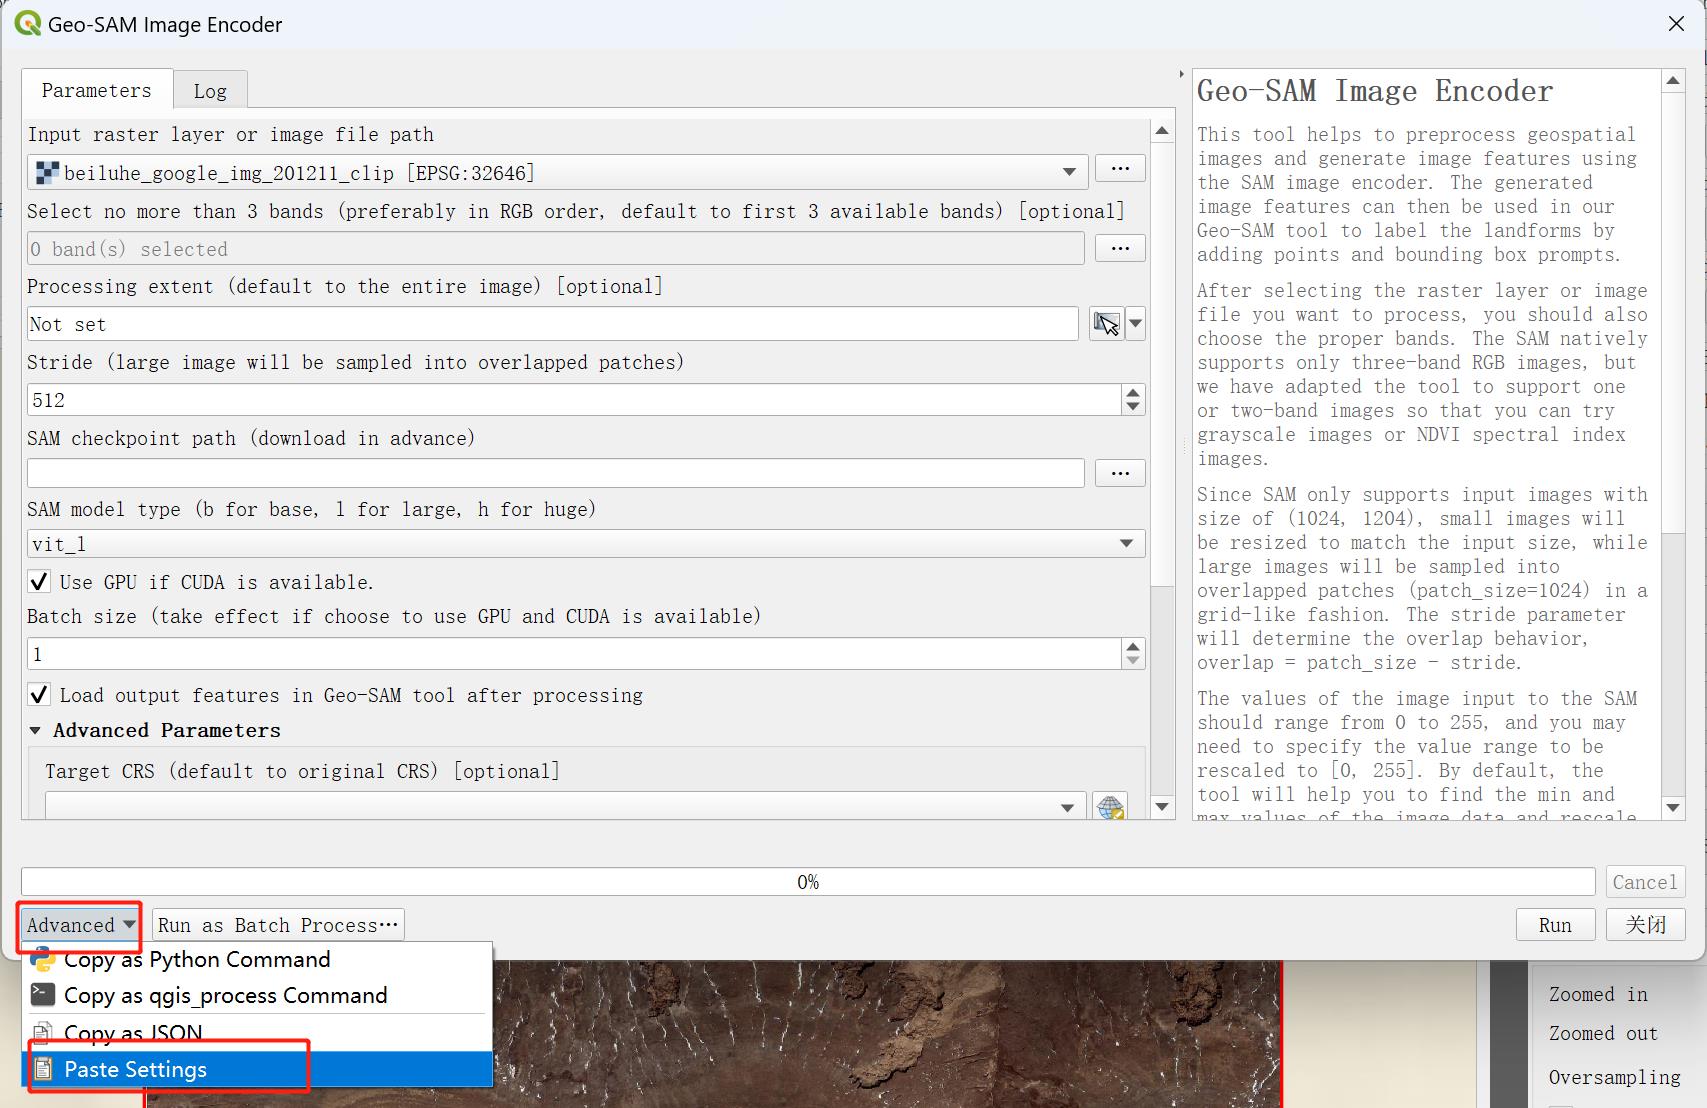 Geo-SAM Image Encoder
Parameters
Log
Input raster layer or image file path
beiluhe_google_img_201211_clip [EPSG:32646]
...
Select no more than 3 bands (preferably in RGB order, default to first 3 available bands) [optional]
0 band(s) selected
...
Processing extent (default to the entire image) [optional]
Not set
Stride (large image will be sampled into overlapped patches)
512
SAM checkpoint path (download in advance)
...
SAM model type (b for base, l for large, h for huge)
vit_l
Use GPU if CUDA is available.
Batch size (take effect if choose to use GPU and CUDA is available)
1
Load output features in Geo-SAM tool after processing
Advanced Parameters
Target CRS (default to original CRS) [optional]
Geo-SAM Image Encoder
This tool helps to preprocess geospatial
images and generate image features using
the SAM image encoder. The generated
image features can then be used in our
Geo-SAM tool to label the landforms by
adding points and bounding box prompts.
After selecting the raster layer or image
file you want to process, you should also
choose the proper bands. The SAM natively
supports only three-band RGB images, but
we have adapted the tool to support one
or two-band images so that you can try
grayscale images or NDVI spectral index
images.
Since SAM only supports input images with
size of (1024, 1204), small images will
be resized to match the input size, while
large images will be sampled into
overlapped patches (patch_size=1024) in a
grid-like fashion. The stride parameter
will determine the overlap behavior,
overlap = patch_size - stride.
The values of the image input to the SAM
should range from 0 to 255, and you may
need to specify the value range to be
rescaled to [0, 255]. By default, the
tool will help you to find the min and
max values of the image data and rescale
0%
Cancel
Advanced
Run as Batch Process...
Run
关闭
Copy as Python Command
Copy as qgis_process Command
Copy as JSON
Paste Settings
Zoomed in
Zoomed out
Oversampling